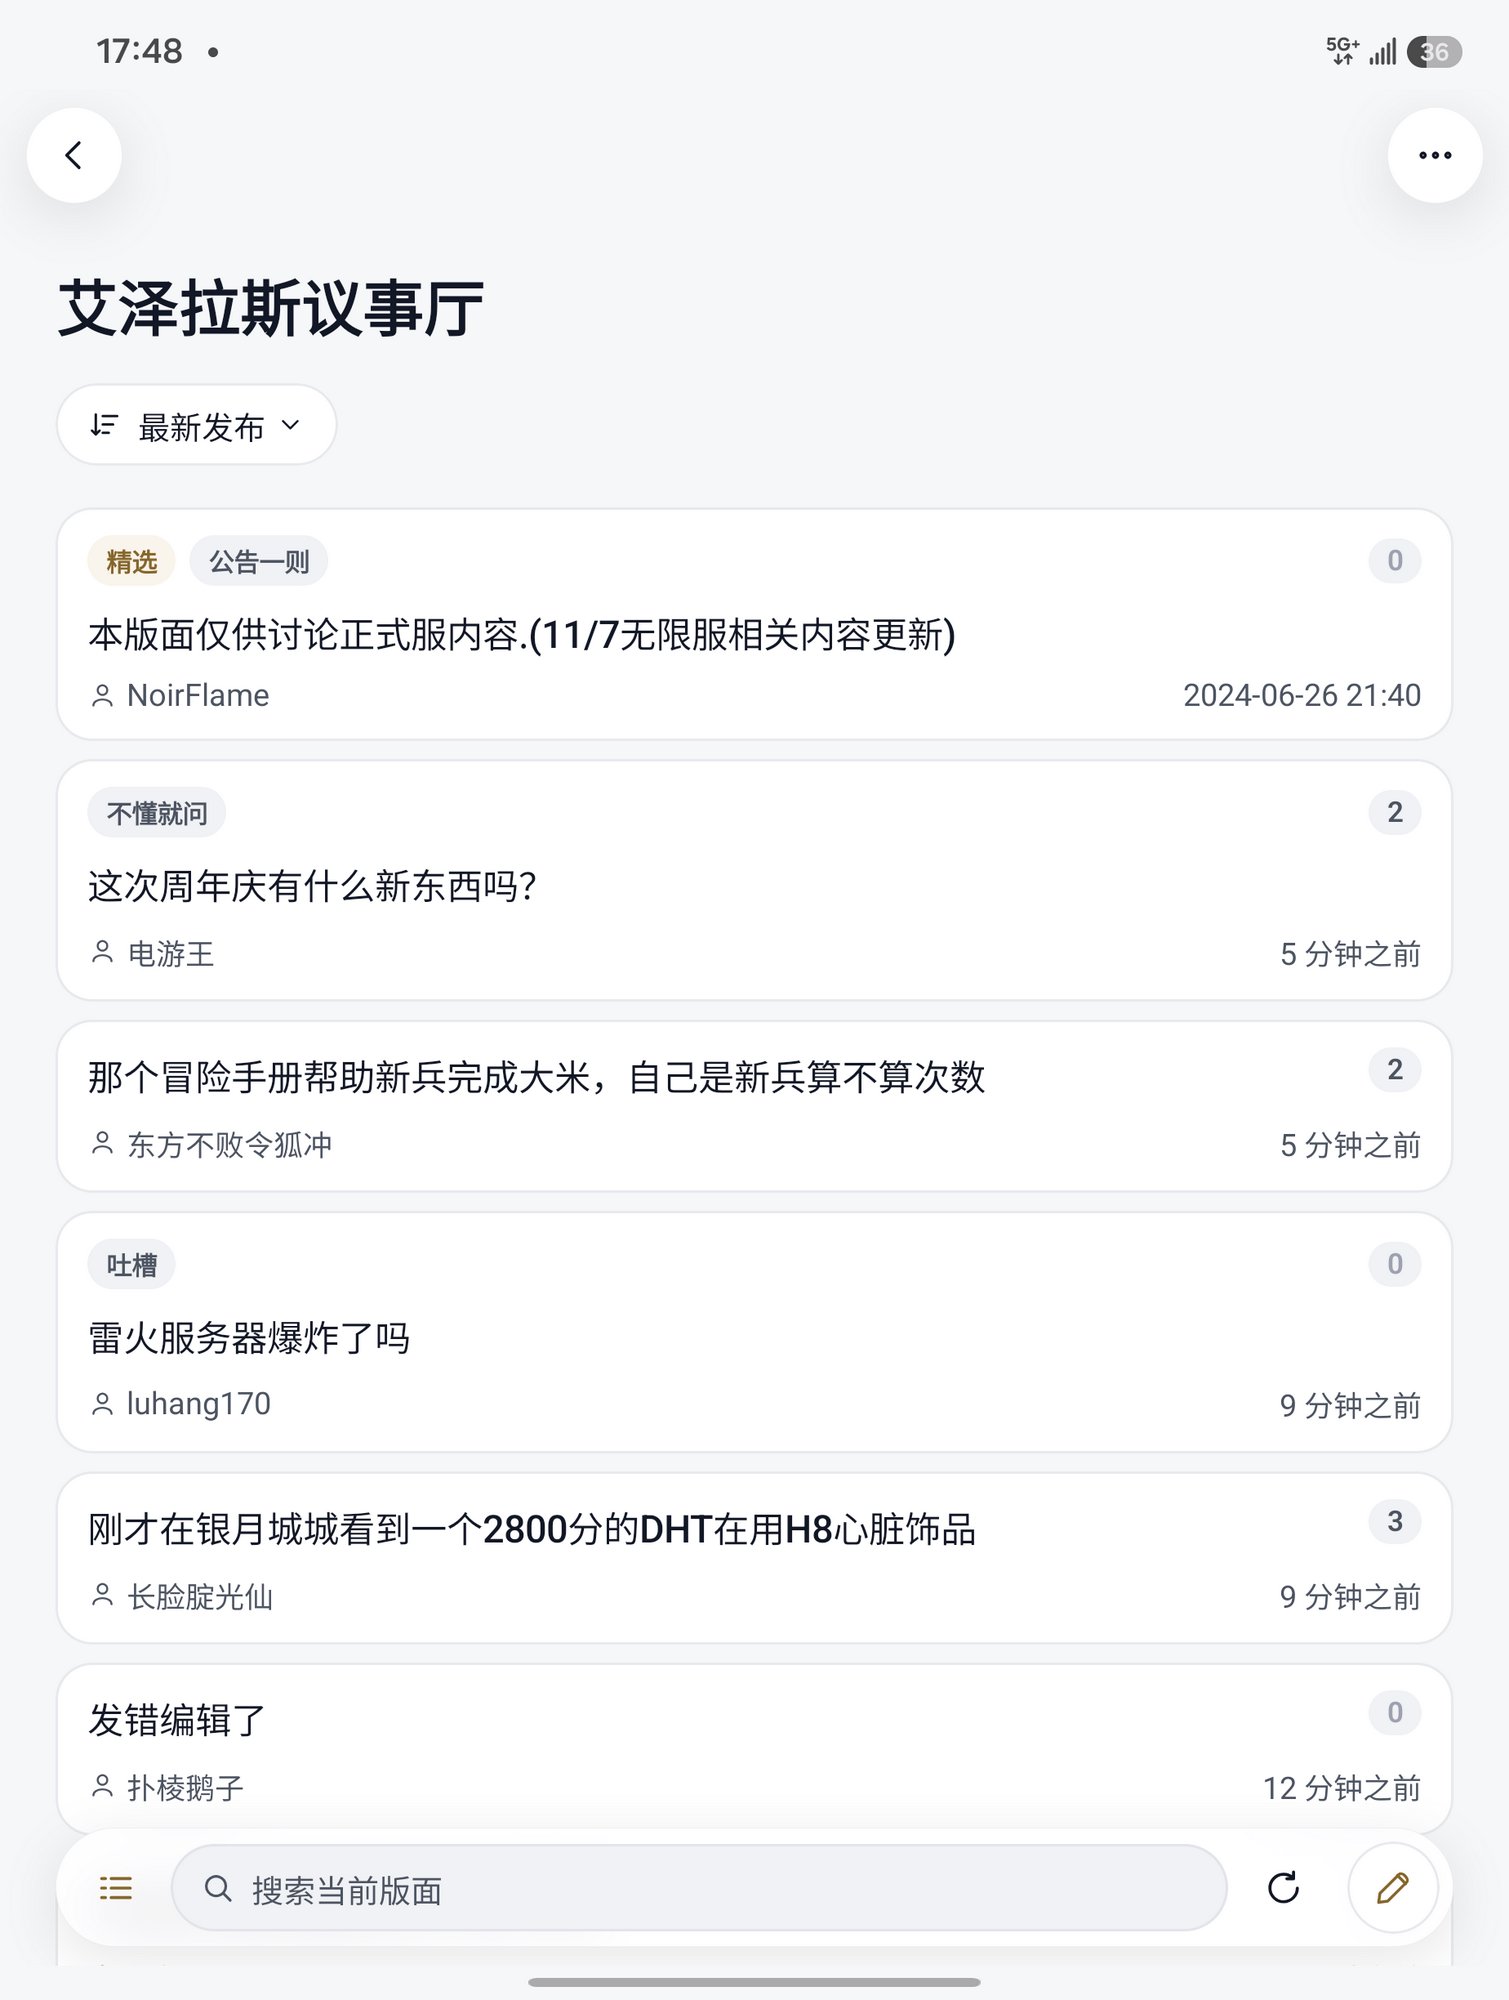 17:48
5G+
36
艾泽拉斯议事厅
最新发布
精选 公告一则 0
本版面仅供讨论正式服内容.(11/7无限服相关内容更新)
NoirFlame 2024-06-26 21:40
不懂就问 2
这次周年庆有什么新东西吗？
电游王 5 分钟之前
那个冒险手册帮助新兵完成大米，自己是新兵算不算次数 2
东方不败令狐冲 5 分钟之前
吐槽 0
雷火服务器爆炸了吗
luhang170 9 分钟之前
刚才在银月城城看到一个2800分的DHT在用H8心脏饰品 3
长脸腚光仙 9 分钟之前
发错编辑了 0
扑棱鹅子 12 分钟之前
搜索当前版面